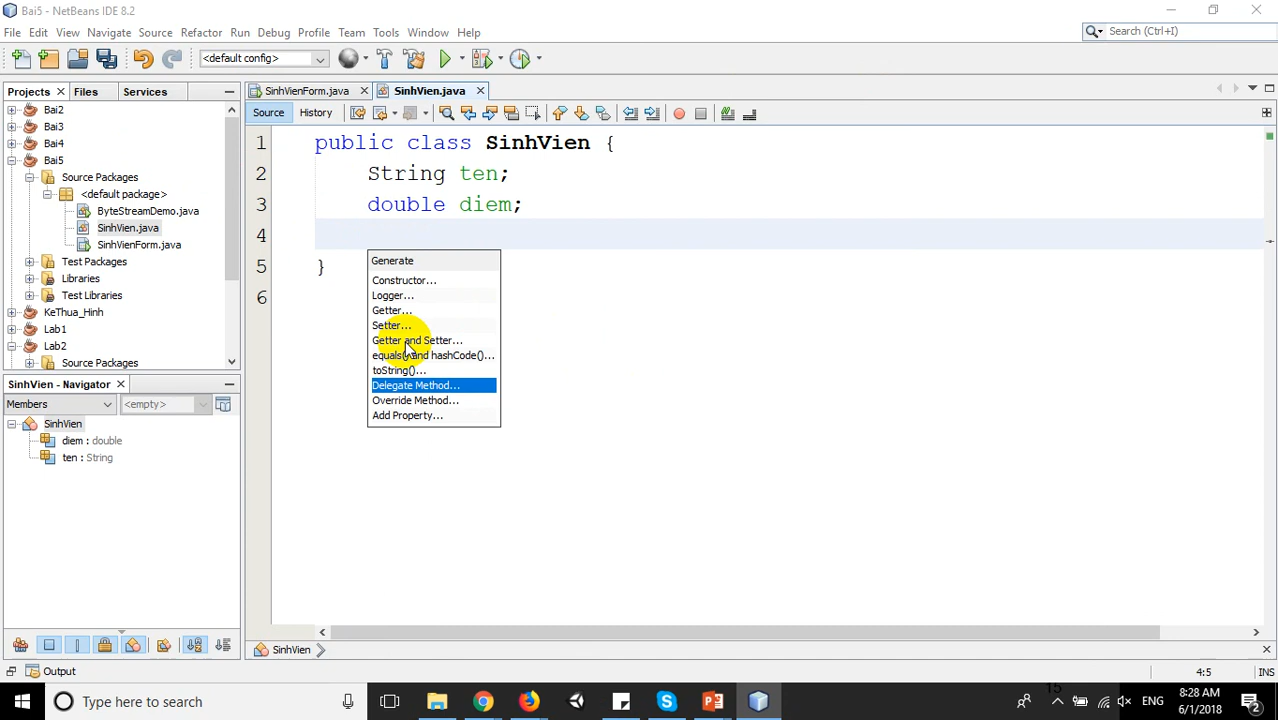 Bai5 - NetBeans IDE 8.2
File Edit View Navigate Source Refactor Run Debug Profile Team Tools Window Help
Search (Ctrl+I)
<default config>
Projects Files Services
SinhVienForm.java SinhVien.java
Source History
Bai2
Bai3
Bai4
Bai5
Source Packages
<default package>
ByteStreamDemo.java
SinhVien.java
SinhVienForm.java
Test Packages
Libraries
Test Libraries
KeThua_Hinh
Lab1
Lab2
Source Packages
1 public class SinhVien {
2 String ten;
3 double diem;
4
5 }
6
Generate
Constructor...
Logger...
Getter...
Setter...
Getter and Setter...
equals() and hashCode()...
toString()...
Delegate Method...
Override Method...
Add Property...
SinhVien - Navigator
Members <empty>
SinhVien
diem : double
ten : String
SinhVien
Output
4:5 INS
Type here to search
15
ENG
8:28 AM
6/1/2018
2